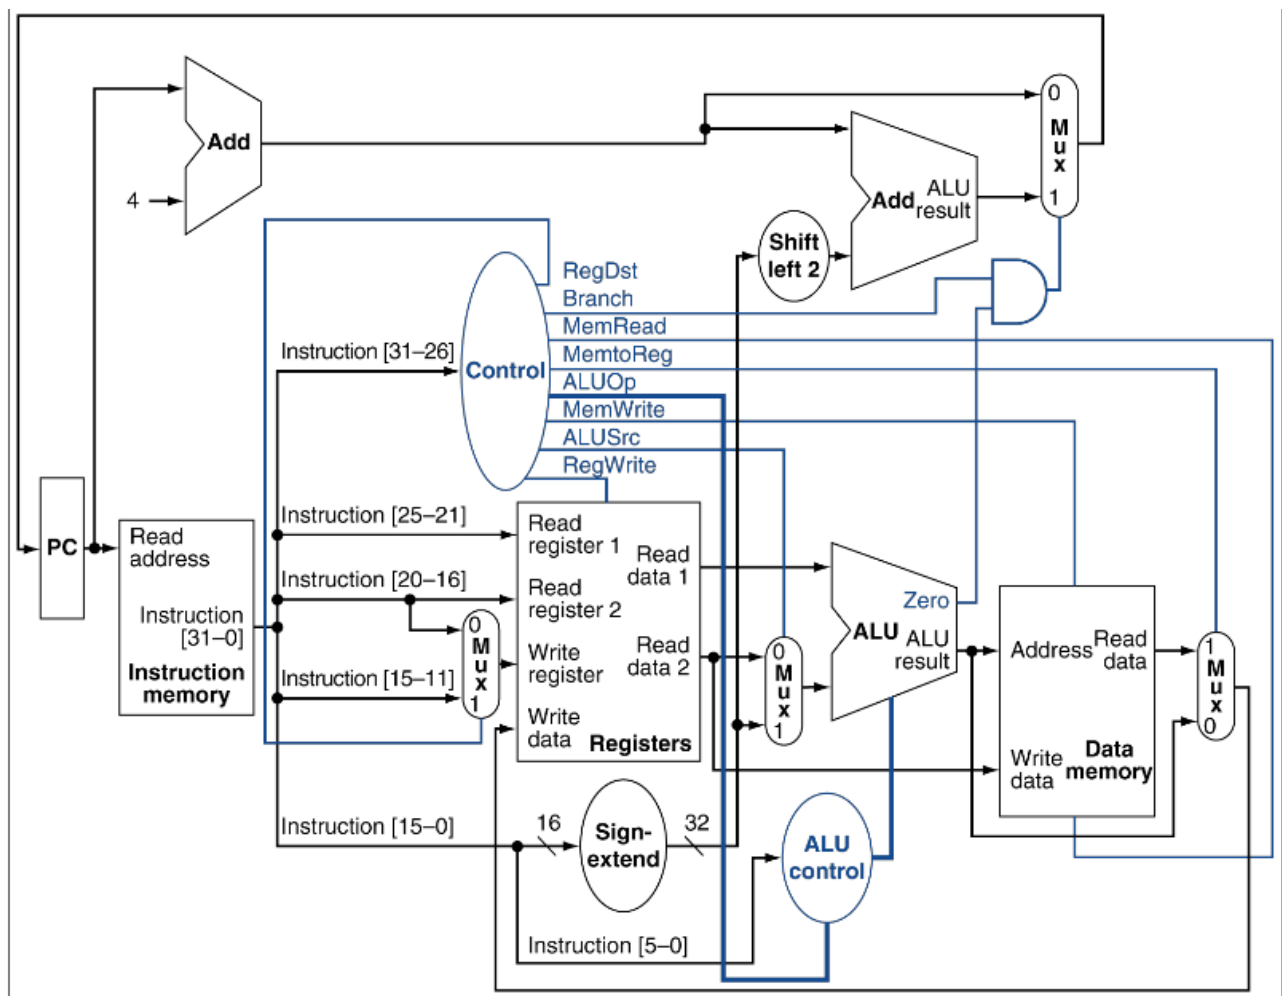 0
M
u
x
1
Add
4
Add
ALU
result
Shift
left 2
RegDst
Branch
MemRead
MemtoReg
ALUOp
MemWrite
ALUSrc
RegWrite
Control
Instruction [31–26]
Instruction [25–21]
Instruction [20–16]
Instruction [15–11]
Instruction [15–0]
Instruction [5–0]
PC
Read
address
Instruction
[31–0]
Instruction
memory
0
M
u
x
1
Read
register 1
Read
register 2
Write
register
Write
data
Read
data 1
Read
data 2
Registers
16
Sign-
extend
32
0
M
u
x
1
Zero
ALU
ALU
result
ALU
control
Address
Read
data
Write
data
Data
memory
1
M
u
x
0